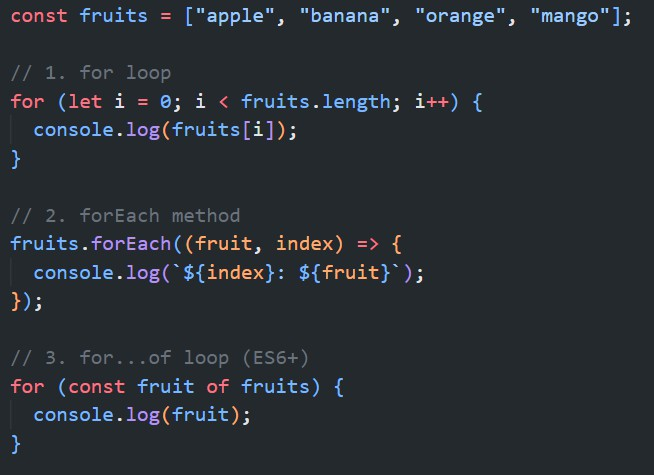 const fruits = ["apple", "banana", "orange", "mango"];
// 1. for loop
for (let i = 0; i < fruits.length; i++) {
  console.log(fruits[i]);
}
// 2. forEach method
fruits.forEach((fruit, index) => {
  console.log(`${index}: ${fruit}`);
});
// 3. for...of loop (ES6+)
for (const fruit of fruits) {
  console.log(fruit);
}